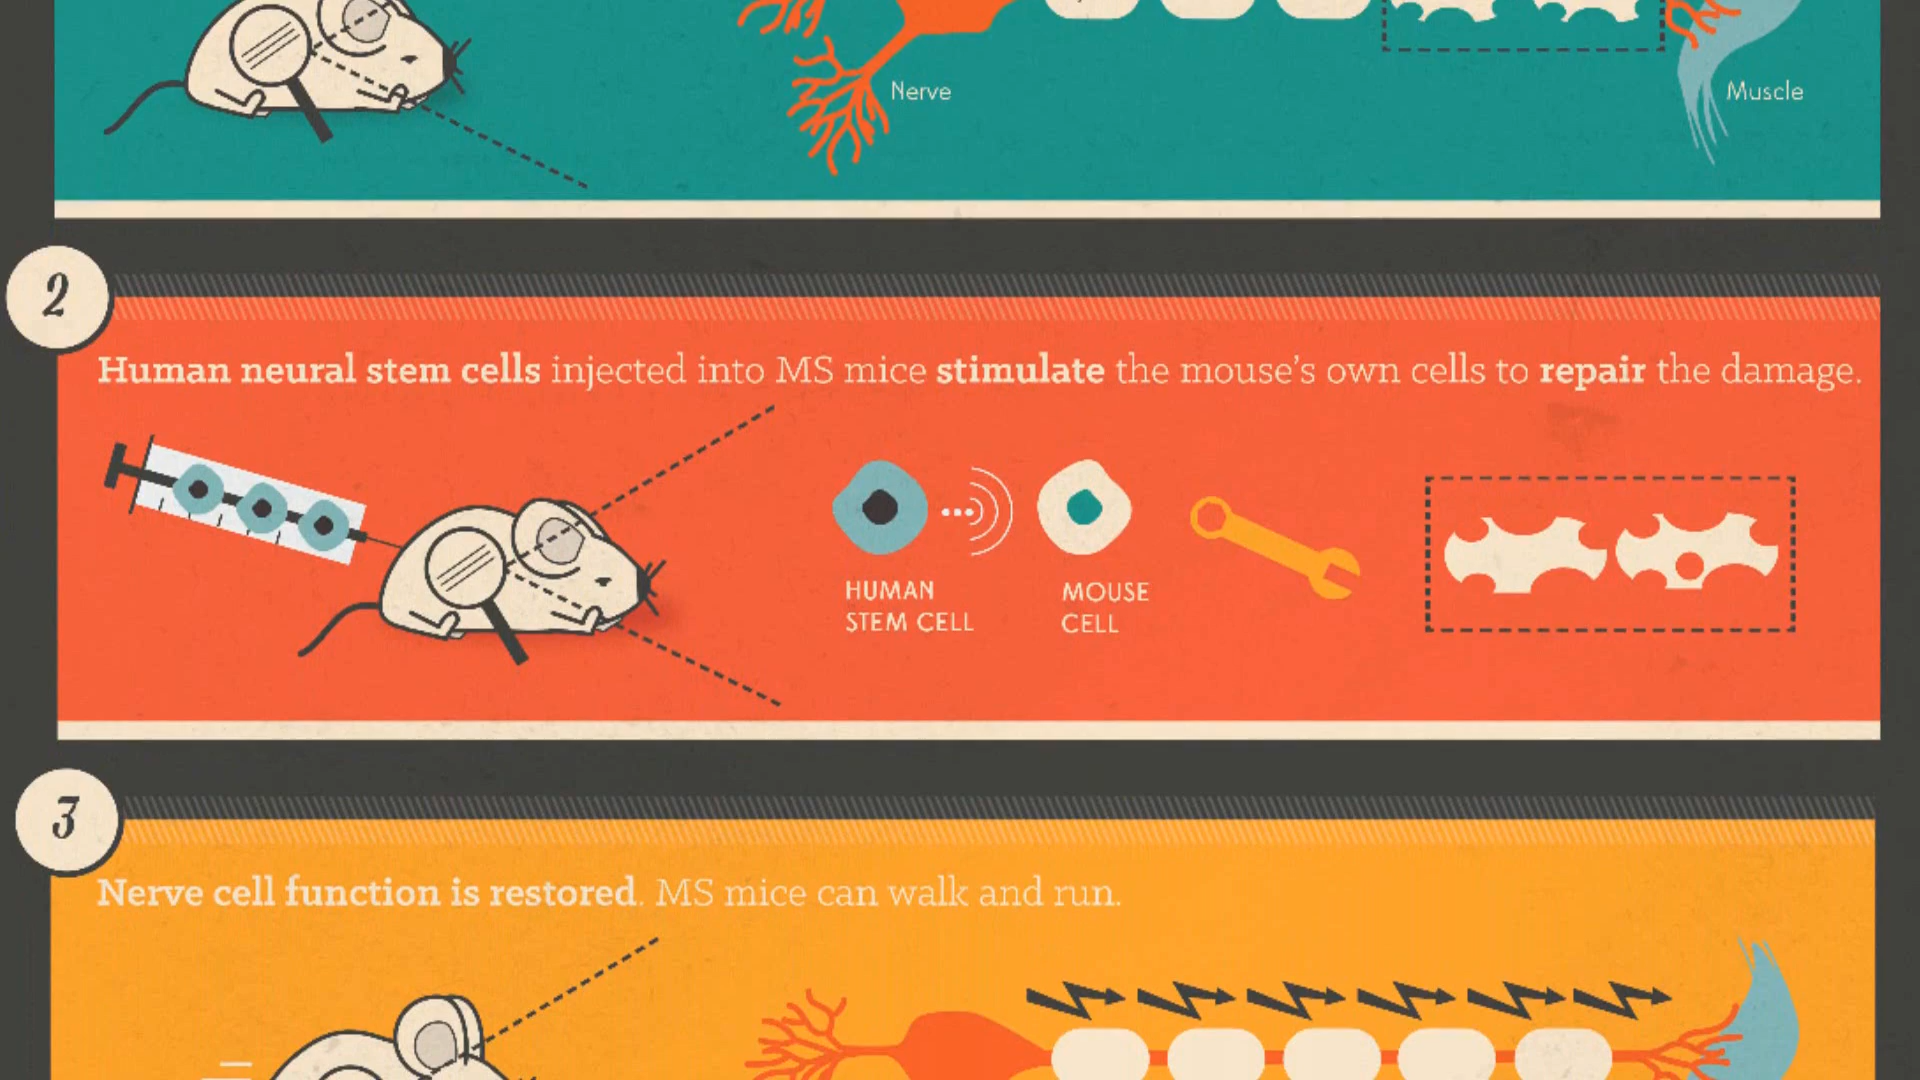 Nerve
Muscle
2
Human neural stem cells injected into MS mice stimulate the mouse's own cells to repair the damage.
HUMAN
STEM CELL
MOUSE
CELL
3
Nerve cell function is restored. MS mice can walk and run.